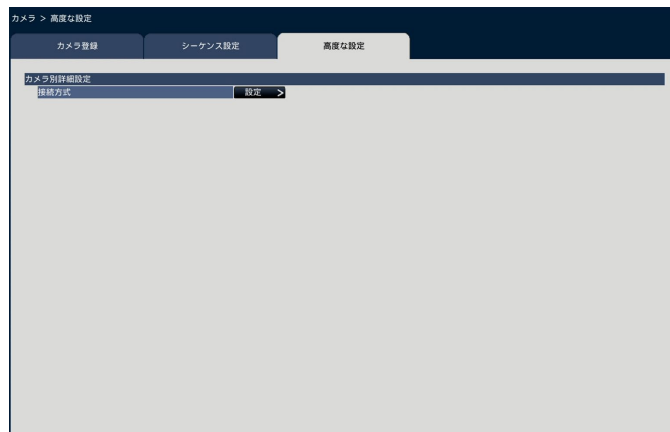 カメラ > 高度な設定
カメラ登録 シーケンス設定 高度な設定
カメラ別詳細設定
接続方式 設定 >